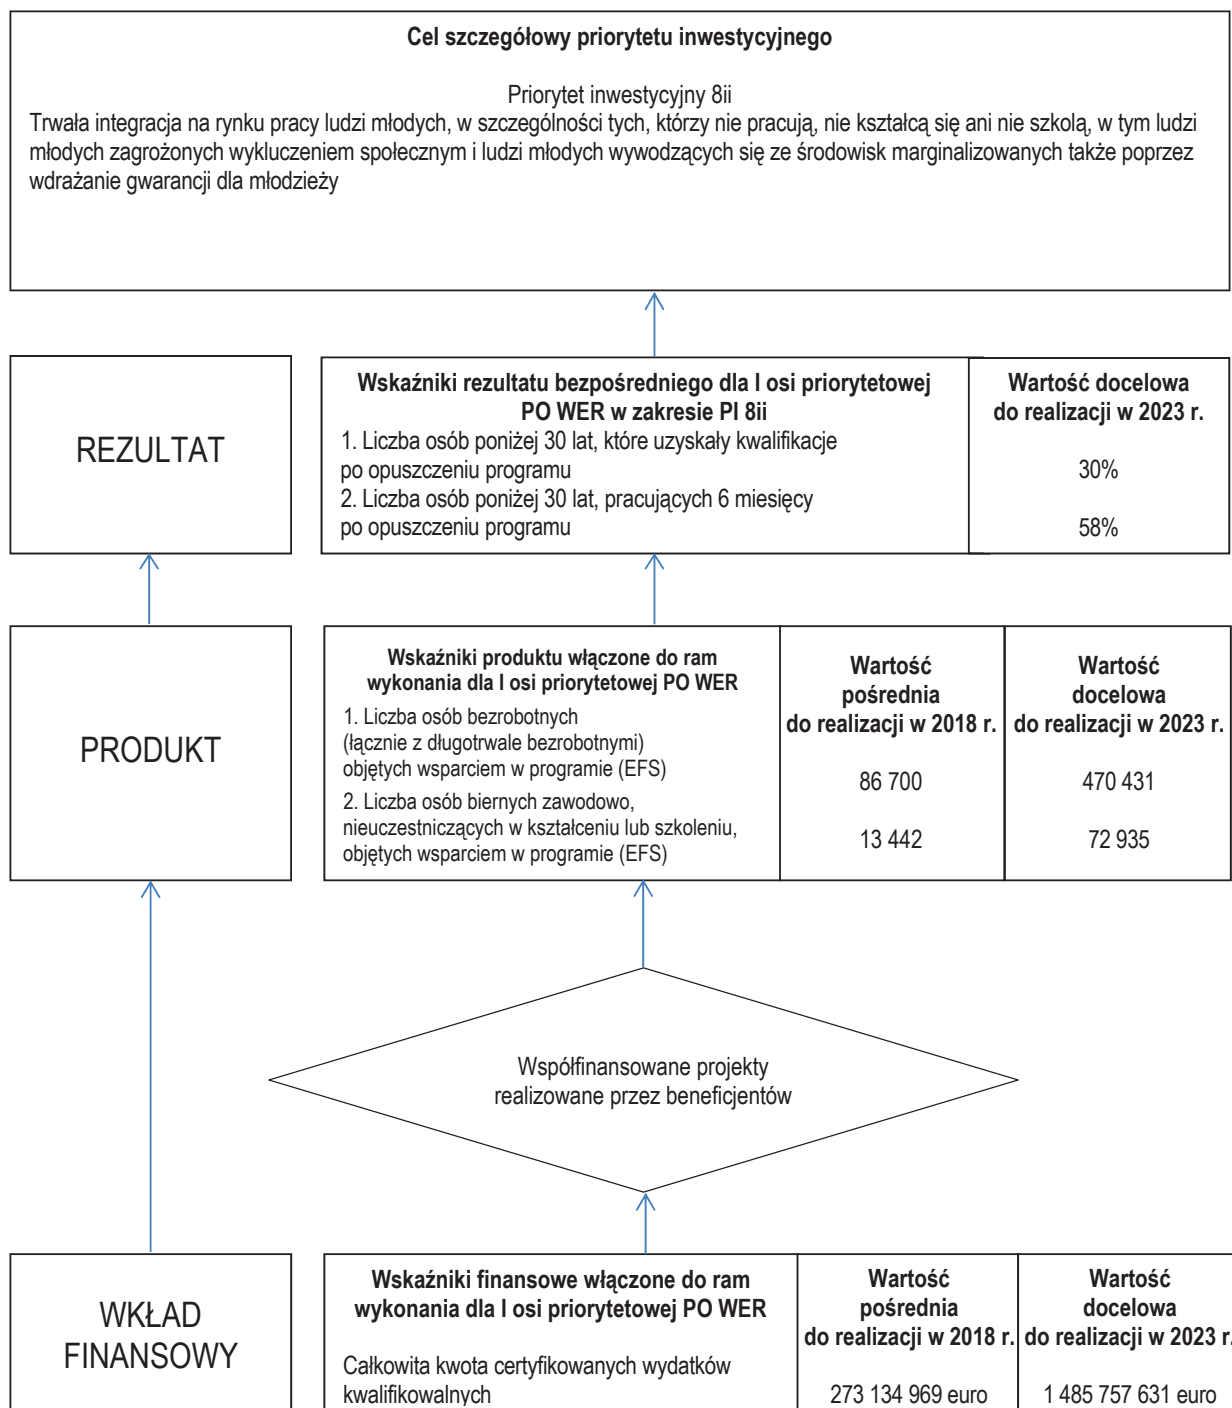 Cel szczegółowy priorytetu inwestycyjnego
Priorytet inwestycyjny 8ii
Trwała integracja na rynku pracy ludzi młodych, w szczególności tych, którzy nie pracują, nie kształcą się ani nie szkolą, w tym ludzi
młodych zagrożonych wykluczeniem społecznym i ludzi młodych wywodzących się ze środowisk marginalizowanych także poprzez
wdrażanie gwarancji dla młodzieży
REZULTAT
Wskaźniki rezultatu bezpośredniego dla I osi priorytetowej
PO WER w zakresie PI 8ii
1. Liczba osób poniżej 30 lat, które uzyskały kwalifikacje
po opuszczeniu programu
2. Liczba osób poniżej 30 lat, pracujących 6 miesięcy
po opuszczeniu programu
Wartość docelowa
do realizacji w 2023 r.
30%
58%
PRODUKT
Wskaźniki produktu włączone do ram
wykonania dla I osi priorytetowej PO WER
1. Liczba osób bezrobotnych
(łącznie z długotrwale bezrobotnymi)
objętych wsparciem w programie (EFS)
2. Liczba osób biernych zawodowo,
nieuczestniczących w kształceniu lub szkoleniu,
objętych wsparciem w programie (EFS)
Wartość
pośrednia
do realizacji w 2018 r.
86 700
13 442
Wartość
docelowa
do realizacji w 2023 r.
470 431
72 935
Współfinansowane projekty
realizowane przez beneficjentów
WKŁAD
FINANSOWY
Wskaźniki finansowe włączone do ram
wykonania dla I osi priorytetowej PO WER
Całkowita kwota certyfikowanych wydatków
kwalifikowalnych
Wartość
pośrednia
do realizacji w 2018 r.
273 134 969 euro
Wartość
docelowa
do realizacji w 2023 r.
1 485 757 631 euro